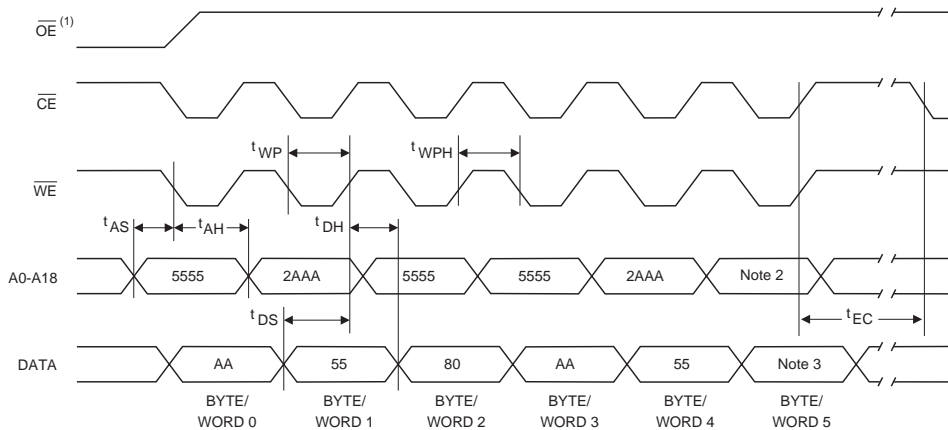 OE (1)
CE
t WP
t WPH
WE
t AS
t AH
t DH
A0-A18
5555
2AAA
5555
5555
2AAA
Note 2
t DS
t EC
DATA
AA
55
80
AA
55
Note 3
BYTE/
WORD 0
BYTE/
WORD 1
BYTE/
WORD 2
BYTE/
WORD 3
BYTE/
WORD 4
BYTE/
WORD 5